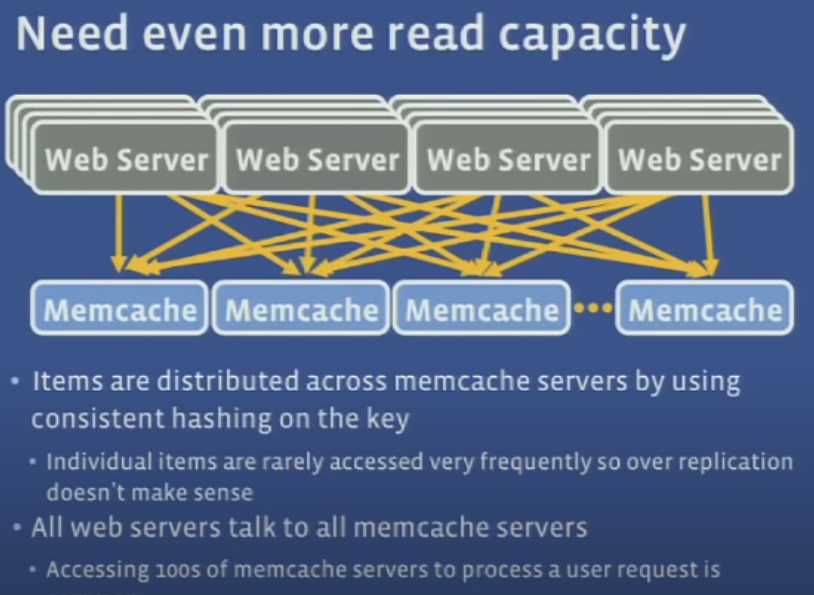 Need even more read capacity
Web Server Web Server Web Server Web Server
Memcache Memcache Memcache Memcache
• Items are distributed across memcache servers by using
consistent hashing on the key
• Individual items are rarely accessed very frequently so over replication
doesn't make sense
• All web servers talk to all memcache servers
• Accessing 100s of memcache servers to process a user request is